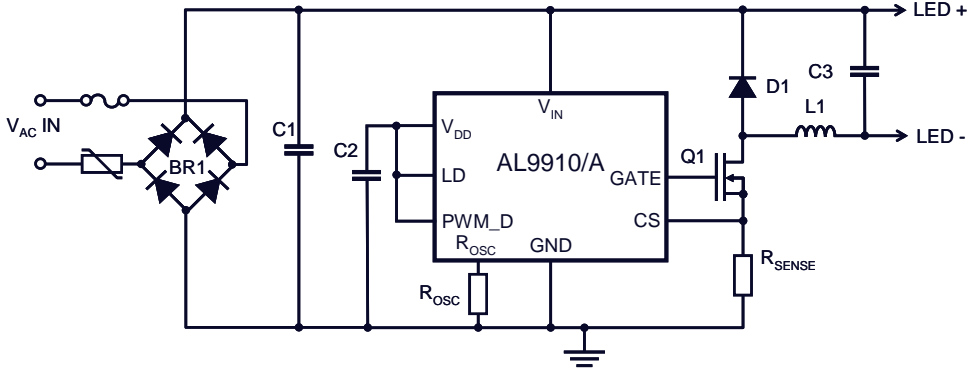 LED +
C3
D1
L1
LED -
V_AC IN
BR1
C1
C2
V_IN
V_DD
AL9910/A
Q1
LD
GATE
PWM_D
CS
R_OSC
GND
R_OSC
R_SENSE